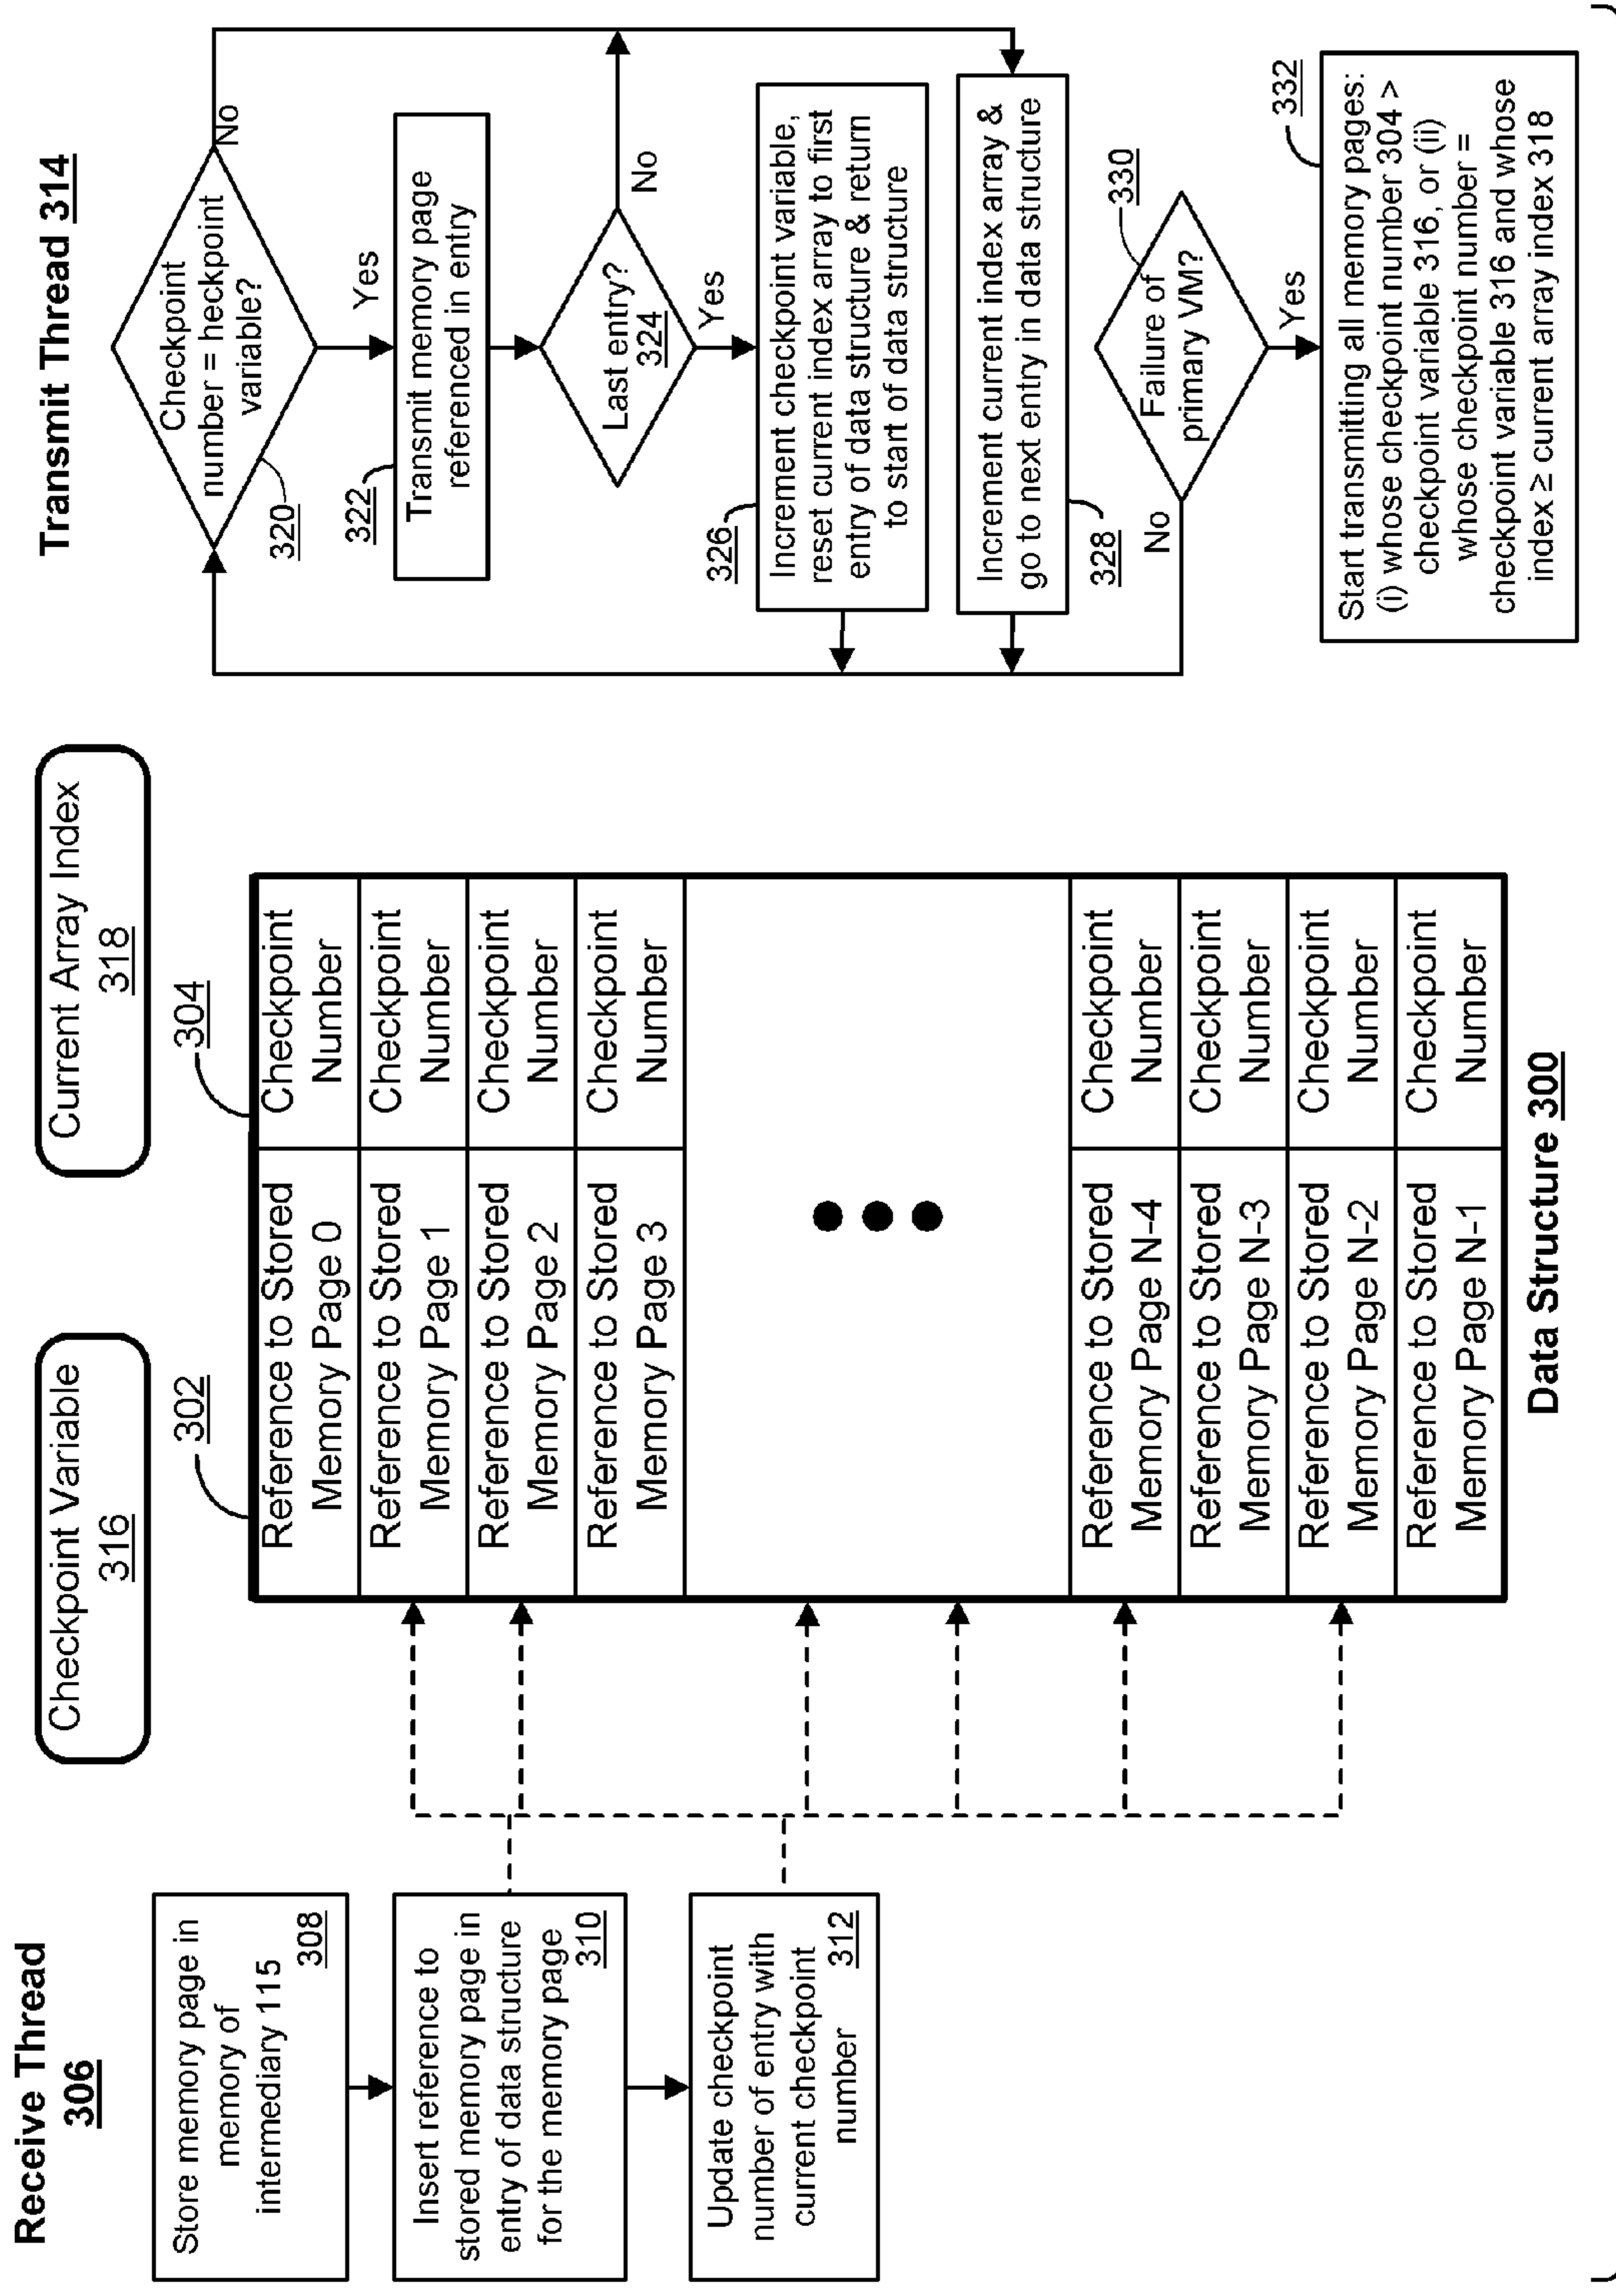 Receive Thread
306
Store memory page in
memory of
intermediary 115
308
Insert reference to
stored memory page in
entry of data structure
for the memory page
310
Update checkpoint
number of entry with
current checkpoint
number
312
Checkpoint Variable
316
Current Array Index
318
302
304
Reference to Stored
Memory Page 0
Checkpoint
Number
Reference to Stored
Memory Page 1
Checkpoint
Number
Reference to Stored
Memory Page 2
Checkpoint
Number
Reference to Stored
Memory Page 3
Checkpoint
Number
Reference to Stored
Memory Page N-4
Checkpoint
Number
Reference to Stored
Memory Page N-3
Checkpoint
Number
Reference to Stored
Memory Page N-2
Checkpoint
Number
Reference to Stored
Memory Page N-1
Checkpoint
Number
Data Structure 300
Transmit Thread 314
Checkpoint
number = heckpoint
variable?
320
No
Yes
322
Transmit memory page
referenced in entry
Last entry?
324
No
Yes
326
Increment checkpoint variable,
reset current index array to first
entry of data structure & return
to start of data structure
Increment current index array &
go to next entry in data structure
328
330
Failure of
primary VM?
No
Yes
332
Start transmitting all memory pages:
(i) whose checkpoint number 304 >
checkpoint variable 316, or (ii)
whose checkpoint number =
checkpoint variable 316 and whose
index ≥ current array index 318